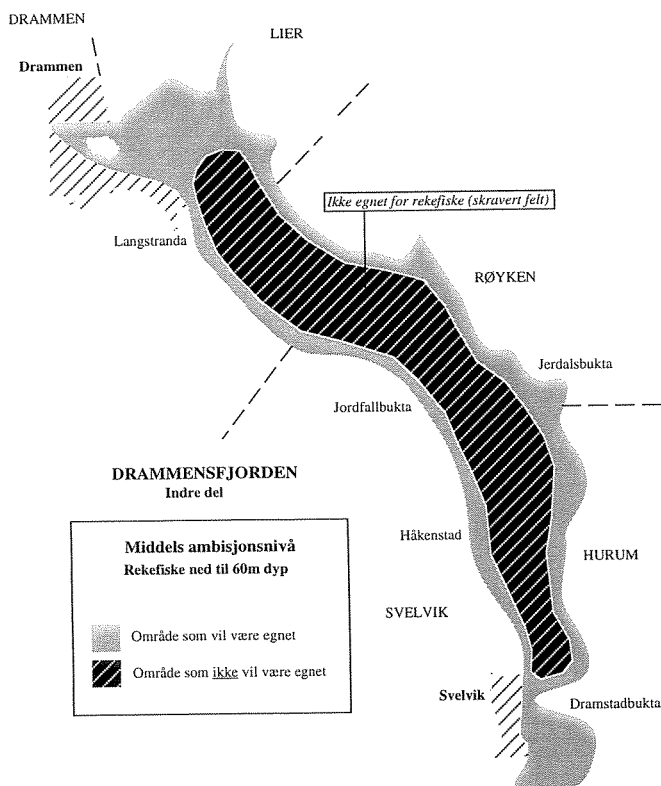 DRAMMEN
LIER
Drammen
Ikke egnet for rekefiske (skravert felt)
Langstranda
RØYKEN
Jerdalsbukta
Jordfallbukta
DRAMMENSFJORDEN
Indre del
Middels ambisjonsnivå
Rekefiske ned til 60m dyp
Håkenstad
HURUM
SVELVIK
Område som vil være egnet
Område som ikke vil være egnet
Svelvik
Dramstadbukta